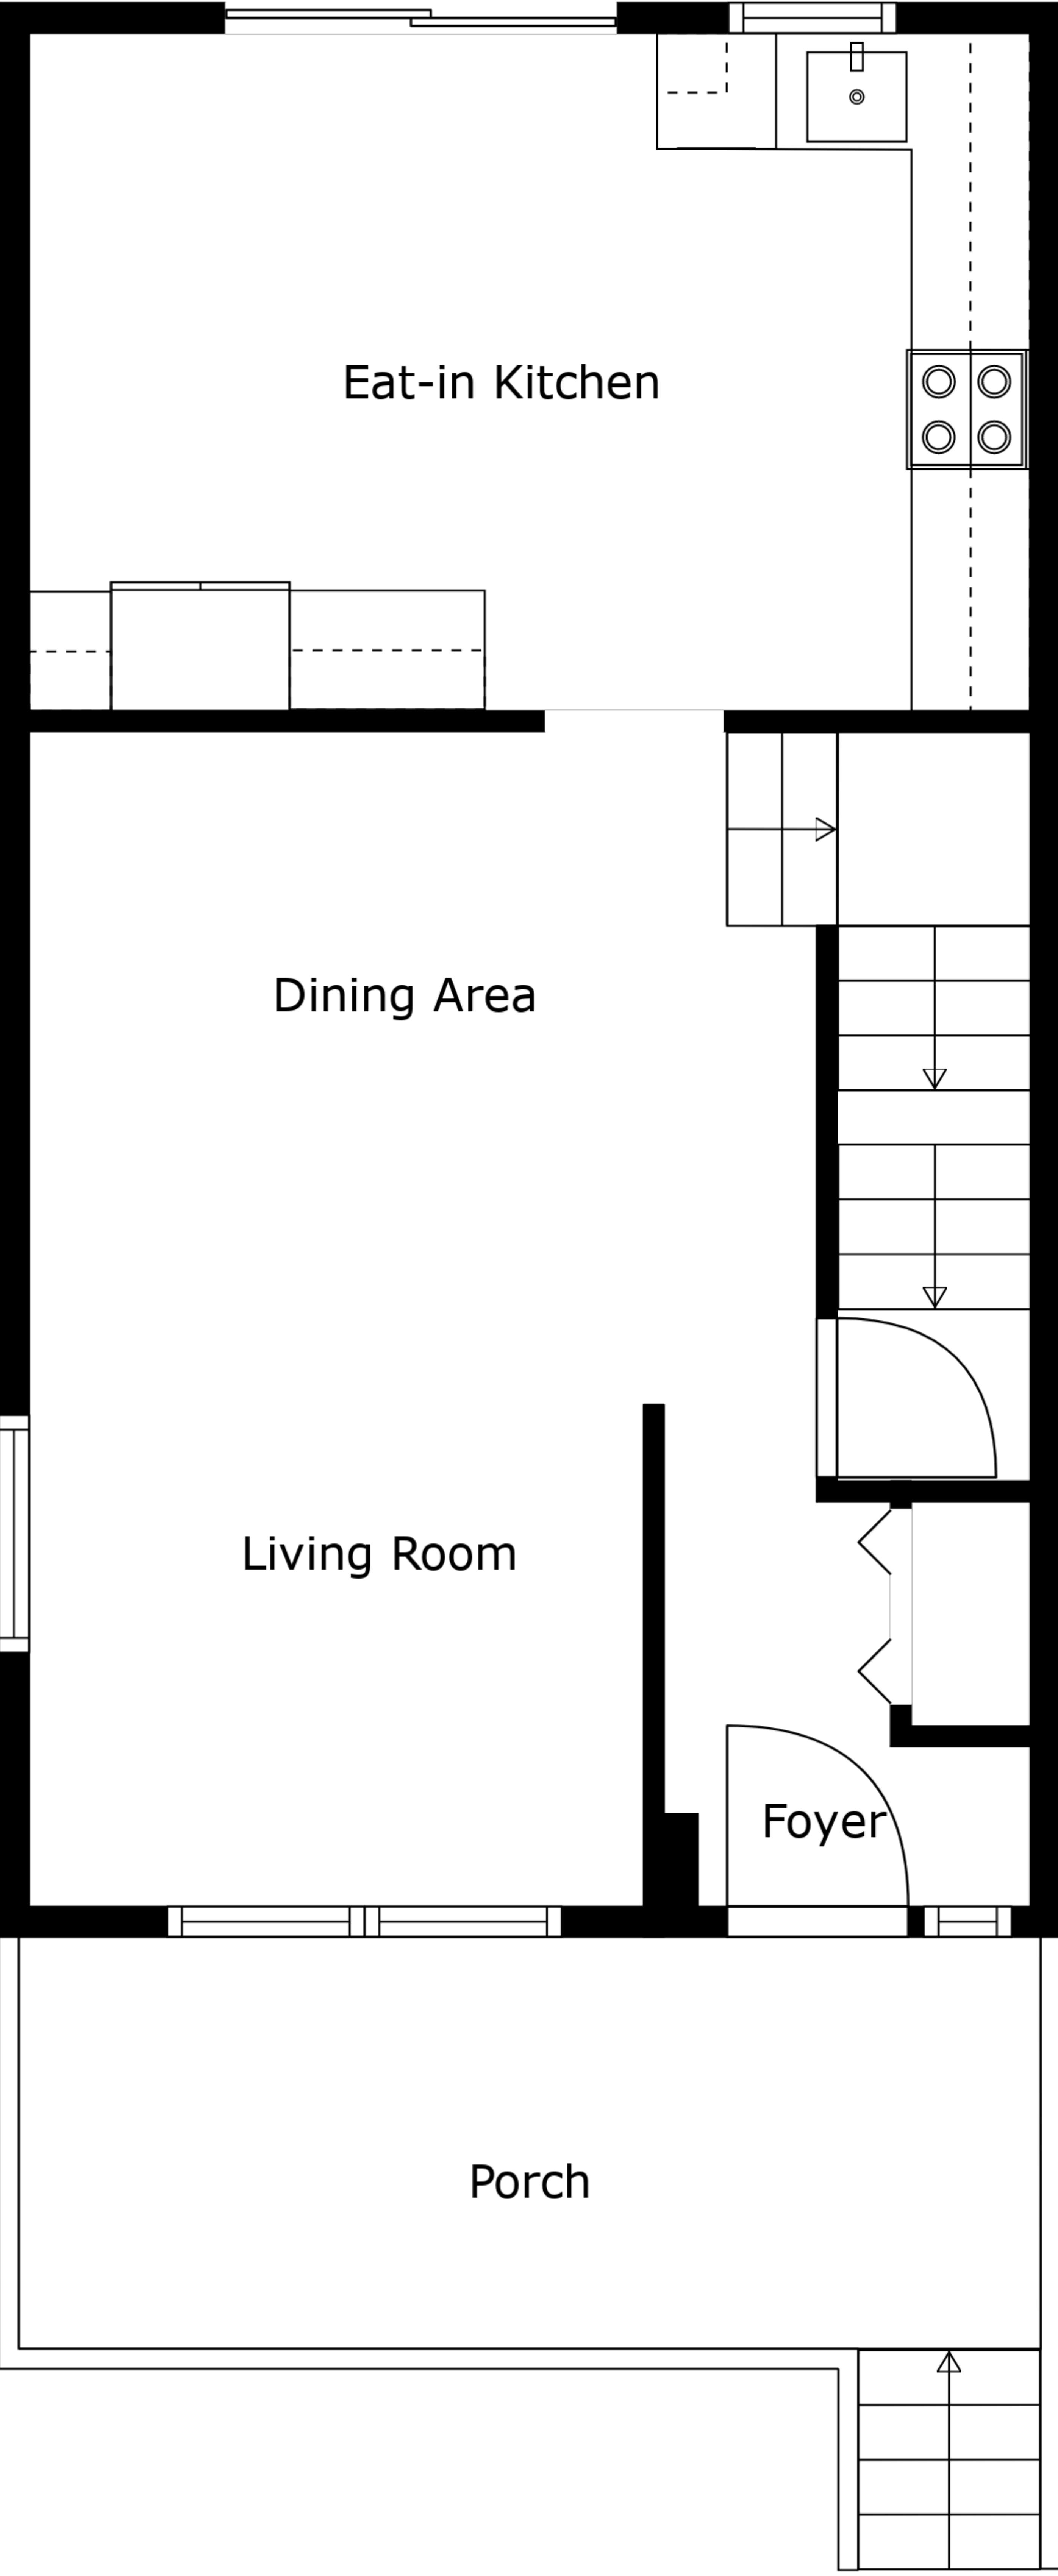 Eat-in Kitchen
Dining Area
Living Room
Foyer
Porch